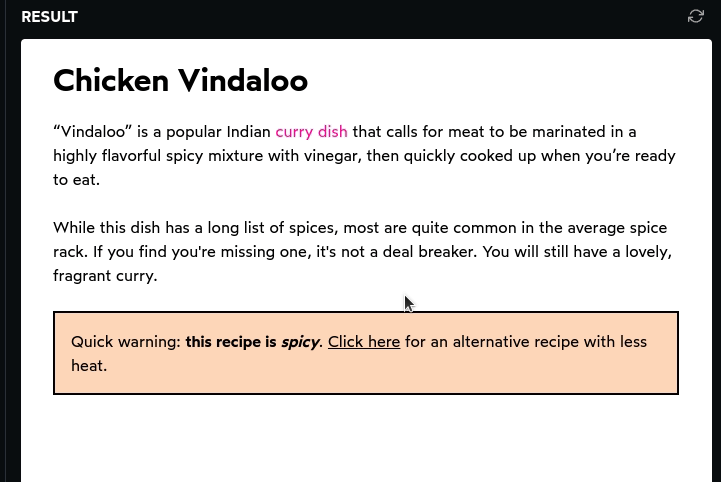 RESULT
Chicken Vindaloo
“Vindaloo” is a popular Indian curry dish that calls for meat to be marinated in a
highly flavorful spicy mixture with vinegar, then quickly cooked up when you’re ready
to eat.
While this dish has a long list of spices, most are quite common in the average spice
rack. If you find you're missing one, it's not a deal breaker. You will still have a lovely,
fragrant curry.
Quick warning: this recipe is spicy. Click here for an alternative recipe with less
heat.